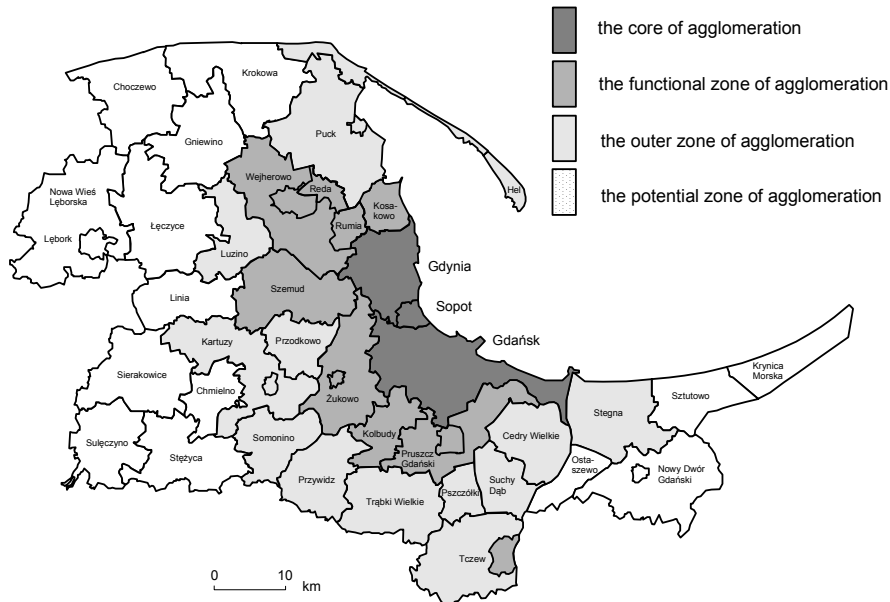 the core of agglomeration
the functional zone of agglomeration
the outer zone of agglomeration
the potential zone of agglomeration
Choczewo
Krokowa
Gniewino
Puck
Hel
Wejherowo
Reda
Kosa-
kowo
Rumia
Nowa Wieś
Lęborska
Lębork
Łęczyce
Luzino
Gdynia
Szemud
Sopot
Linia
Gdańsk
Kartuzy
Przodkowo
Sierakowice
Chmielno
Żukowo
Krynica
Morska
Sztutowo
Stegna
Sulęczyno
Stężyca
Somonino
Kolbudy
Pruszcz
Gdański
Cedry Wielkie
Osta-
szewo
Nowy Dwór
Gdański
Przywidz
Trąbki Wielkie
Pszczółki
Suchy
Dąb
Tczew
0 10
km